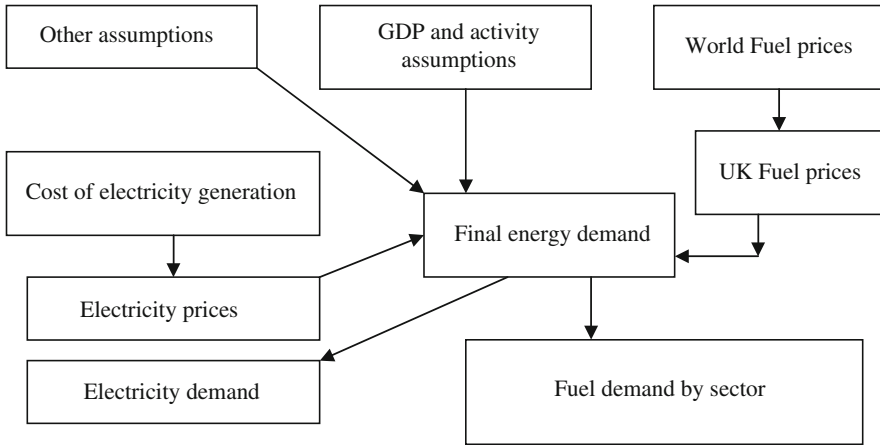 Other assumptions
GDP and activity
assumptions
World Fuel prices
Cost of electricity generation
UK Fuel prices
Final energy demand
Electricity prices
Electricity demand
Fuel demand by sector